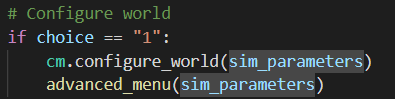 # Configure world
if choice == "1":
    cm.configure_world(sim_parameters)
    advanced_menu(sim_parameters)